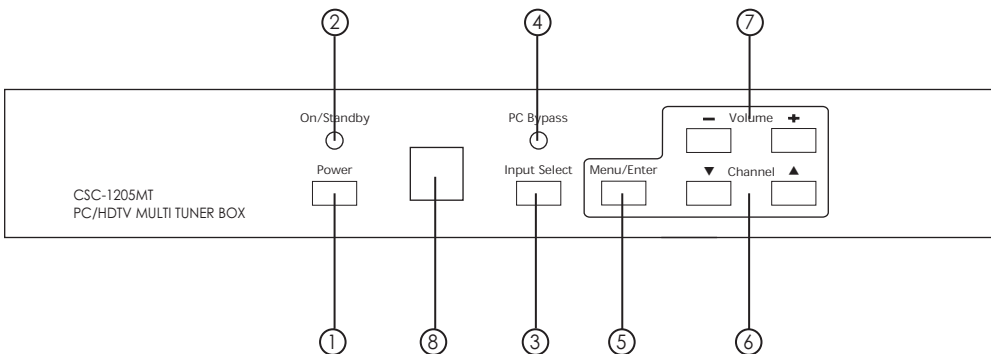 2 4 7
On/Standby PC Bypass − Volume +
Power Input Select Menu/Enter ▼ Channel ▲
CSC-1205MT
PC/HDTV MULTI TUNER BOX
1 8 3 5 6